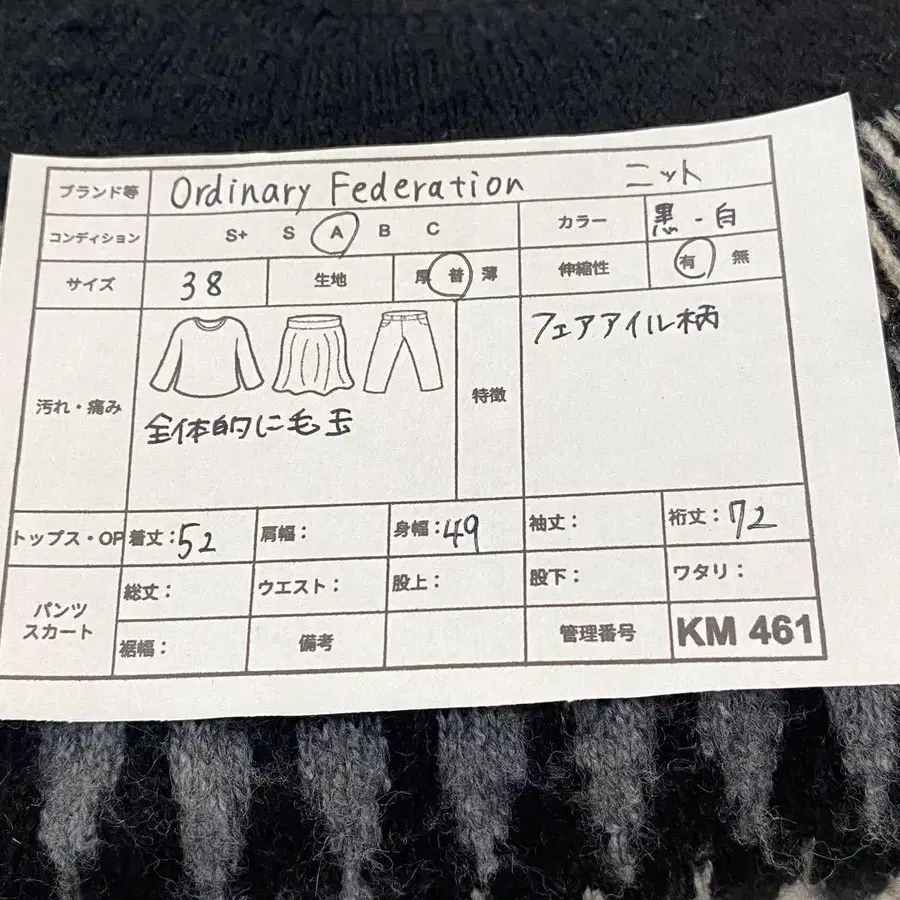 ブランド等 Ordinary Federation ニット
コンディション S+ S A B C カラー 黒-白
サイズ 38 生地 厚 普 薄 伸縮性 有 無
汚れ・痛み 全体的に毛玉 特徴 フェアアイル柄
トップス・OP 着丈:52 肩幅: 身幅:49 袖丈: 裄丈:72
パンツ
スカート
総丈: ウエスト: 股上: 股下: ワタリ:
裾幅: 備考 管理番号 KM 461